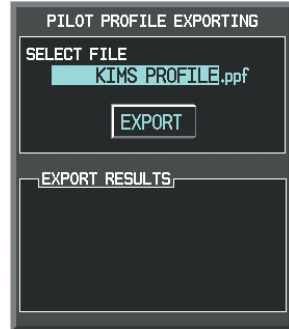 PILOT PROFILE EXPORTING
SELECT FILE
KIMS PROFILE.ppf
EXPORT
EXPORT RESULTS